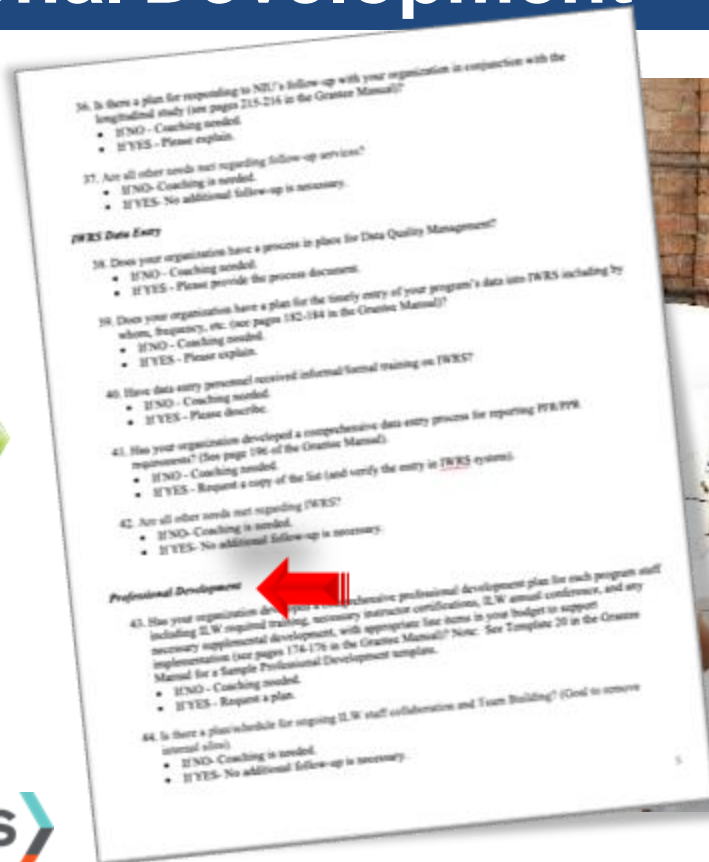 onal Development
36. Is there a plan for responding to NIU's follow-up with your organization in conjunction with the
longitudinal study (see pages 215-216 in the Grantee Manual)?
• If NO - Coaching needed.
• If YES - Please explain.
37. Are all other needs met regarding follow-up services?
• If NO- Coaching is needed.
• If YES- No additional follow-up is necessary.
IWRS Data Entry
38. Does your organization have a process in place for Data Quality Management?
• If NO - Coaching needed.
• If YES - Please provide the process document.
39. Does your organization have a plan for the timely entry of your program's data into IWRS including by
whom, frequency, etc. (see pages 182-184 in the Grantee Manual)?
• If NO - Coaching needed.
• If YES - Please explain.
40. Have data entry personnel received informal/formal training on IWRS?
• If NO - Coaching needed.
• If YES - Please describe.
41. Has your organization developed a comprehensive data entry process for reporting PFR/PPR
requirements? (See page 196 of the Grantee Manual).
• If NO - Coaching needed.
• If YES - Request a copy of the list (and verify the entry in IWRS system).
42. Are all other needs met regarding IWRS?
• If NO- Coaching is needed.
• If YES- No additional follow-up is necessary.
Professional Development
43. Has your organization developed a comprehensive professional development plan for each program staff
including ILW required training, necessary instructor certifications, ILW annual conference, and any
necessary supplemental development, with appropriate line items in your budget to support
implementation (see pages 174-176 in the Grantee Manual)? Note: See Template 20 in the Grantee
Manual for a Sample Professional Development template.
• If NO - Coaching needed.
• If YES - Request a plan.
44. Is there a plan/schedule for ongoing ILW staff collaboration and Team Building? (Goal to remove
internal silos)
• If NO- Coaching is needed.
• If YES- No additional follow-up is necessary.
5
S